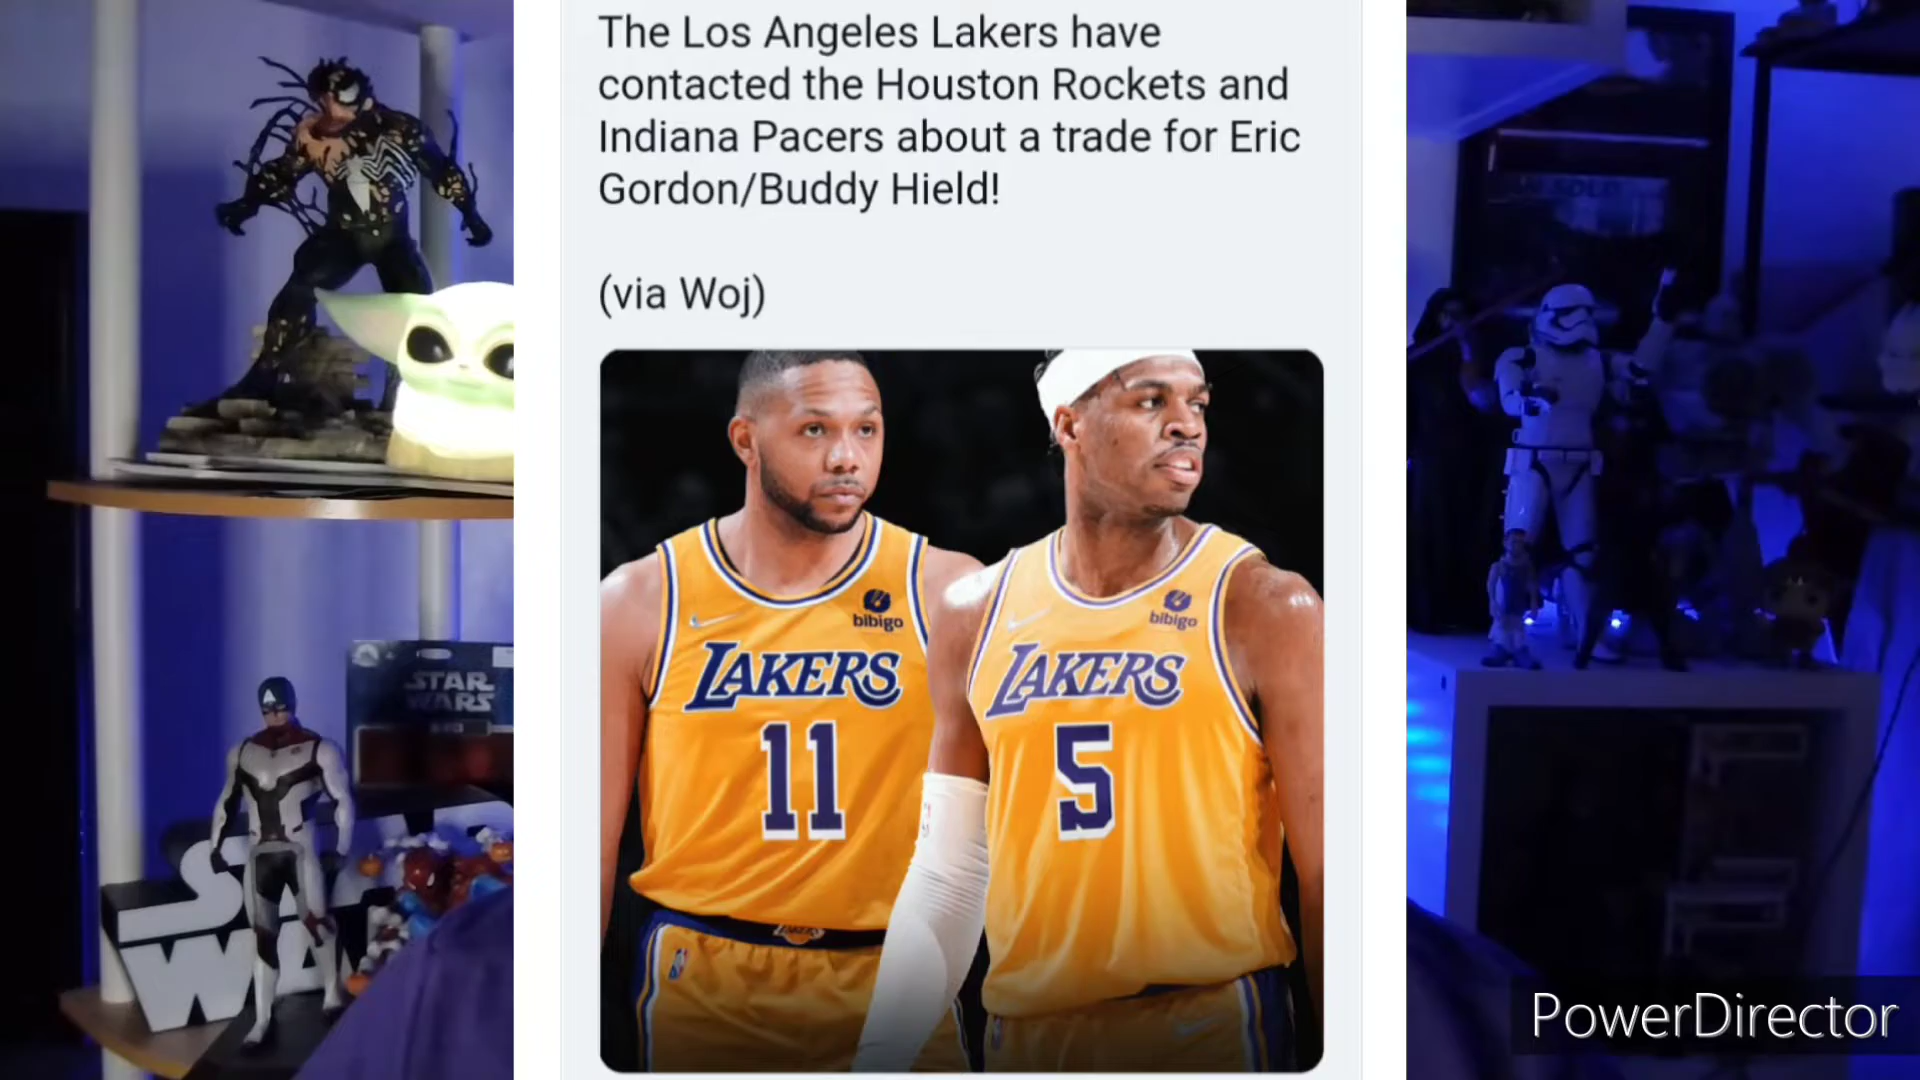 The Los Angeles Lakers have
contacted the Houston Rockets and
Indiana Pacers about a trade for Eric
Gordon/Buddy Hield!
(via Woj)
bibigo
bibigo
LAKERS
LAKERS
11
5
LAKERS
STAR
WARS
PowerDirector